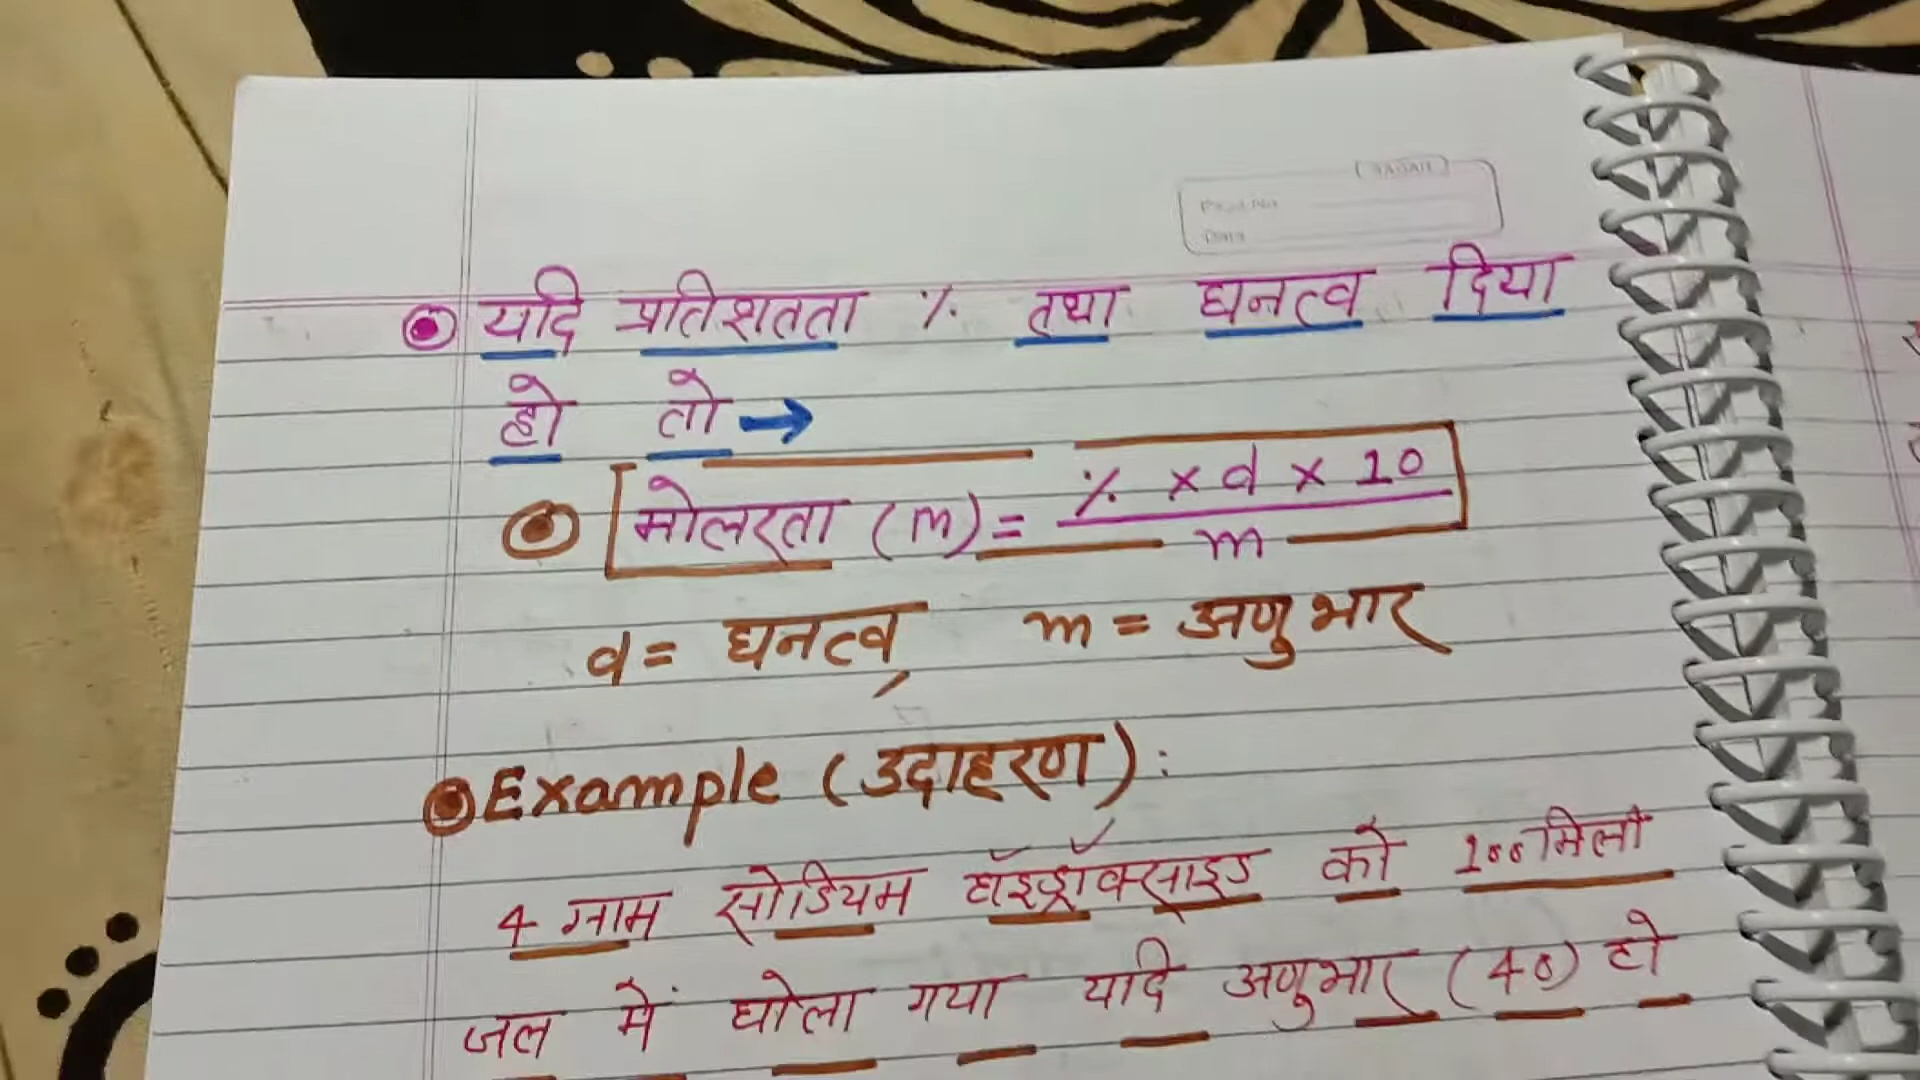 यदि प्रतिशतता % तथा घनत्व दिया
हो तो →
मोलरता (m) = % x d x 10 / m
d = घनत्व, m = अणुभार
Example (उदाहरण) :
4 ग्राम सोडियम हॉइड्रॉक्साइड को 100 मिली
जल में घोला गया यदि अणुभार (40) हो